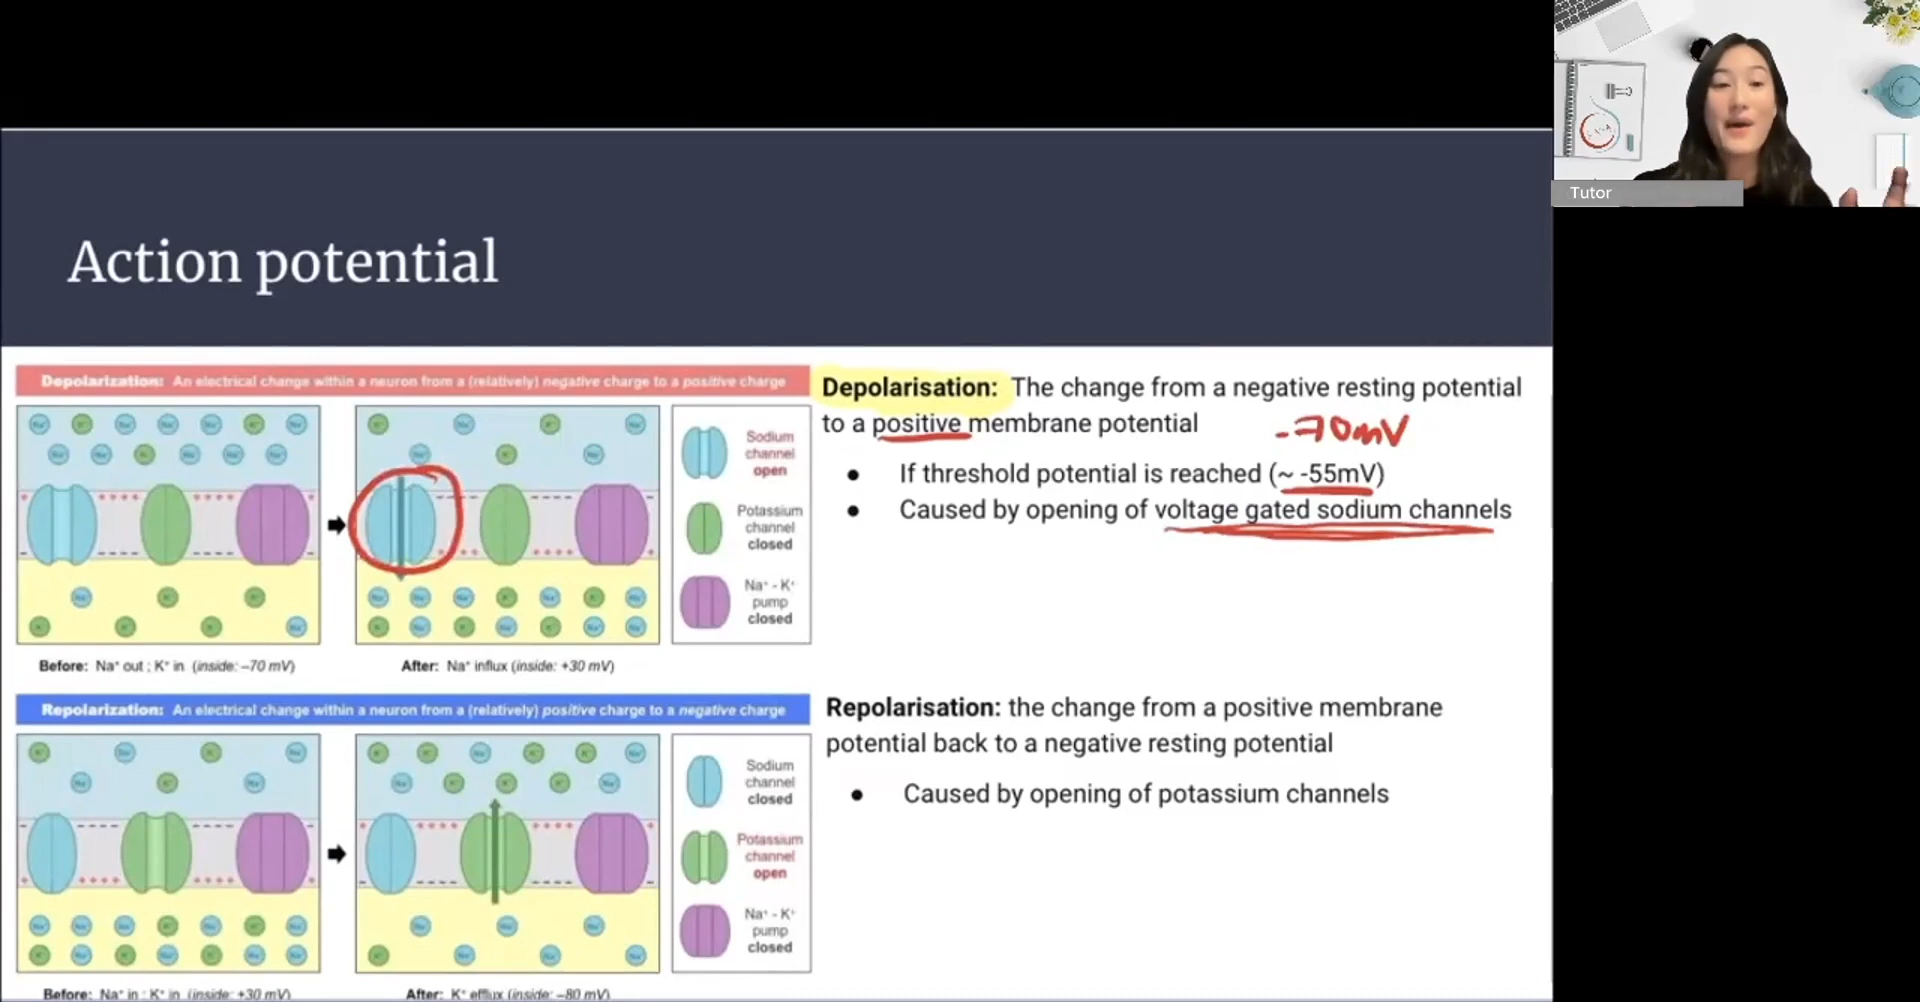 Tutor
Action potential
Depolarization: An electrical change within a neuron from a (relatively) negative charge to a positive charge
Sodium
channel
open
Potassium
channel
closed
Na⁺ - K⁺
pump
closed
Before: Na⁺ out ; K⁺ in (inside: –70 mV)
After: Na⁺ influx (inside: +30 mV)
Depolarisation: The change from a negative resting potential
to a positive membrane potential
-70mV
● If threshold potential is reached (~ -55mV)
● Caused by opening of voltage gated sodium channels
Repolarization: An electrical change within a neuron from a (relatively) positive charge to a negative charge
Sodium
channel
closed
Potassium
channel
open
Na⁺ - K⁺
pump
closed
Before: Na⁺ in ; K⁺ in (inside: +30 mV)
After: K⁺ efflux (inside: –80 mV)
Repolarisation: the change from a positive membrane
potential back to a negative resting potential
● Caused by opening of potassium channels